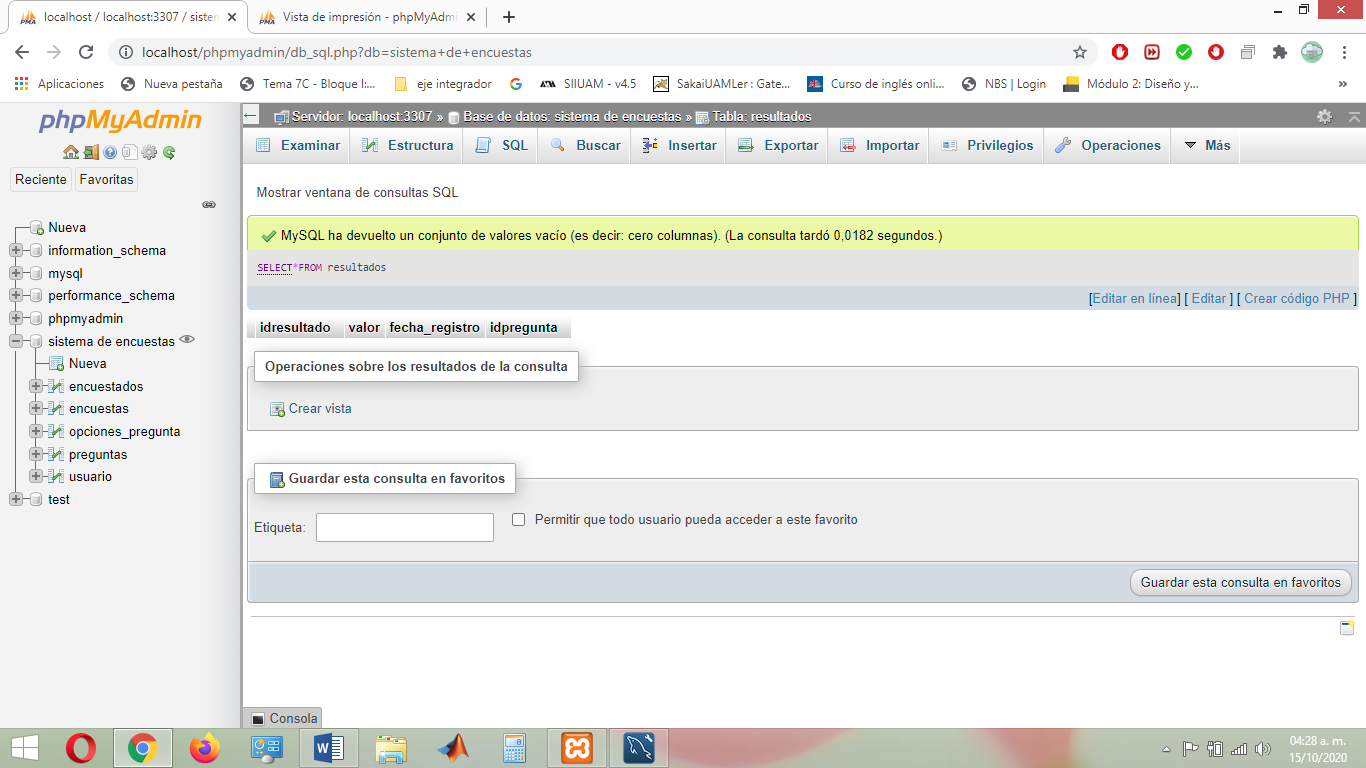 localhost / localhost:3307 / sister
Vista de impresión - phpMyAdmi
localhost/phpmyadmin/db_sql.php?db=sistema+de+encuestas
Aplicaciones
Nueva pestaña
Tema 7C - Bloque I:...
eje integrador
SIIUAM - v4.5
SakaiUAMLer : Gate...
Curso de inglés onli...
NBS | Login
Módulo 2: Diseño y...
»
phpMyAdmin
Reciente
Favoritas
Nueva
information_schema
mysql
performance_schema
phpmyadmin
sistema de encuestas
Nueva
encuestados
encuestas
opciones_pregunta
preguntas
usuario
test
Servidor: localhost:3307 » Base de datos: sistema de encuestas » Tabla: resultados
Examinar
Estructura
SQL
Buscar
Insertar
Exportar
Importar
Privilegios
Operaciones
Más
Mostrar ventana de consultas SQL
MySQL ha devuelto un conjunto de valores vacío (es decir: cero columnas). (La consulta tardó 0,0182 segundos.)
SELECT*FROM resultados
[Editar en línea] [ Editar ] [ Crear código PHP ]
idresultado valor fecha_registro idpregunta
Operaciones sobre los resultados de la consulta
Crear vista
Guardar esta consulta en favoritos
Etiqueta:
Permitir que todo usuario pueda acceder a este favorito
Guardar esta consulta en favoritos
Consola
04:28 a. m.
15/10/2020